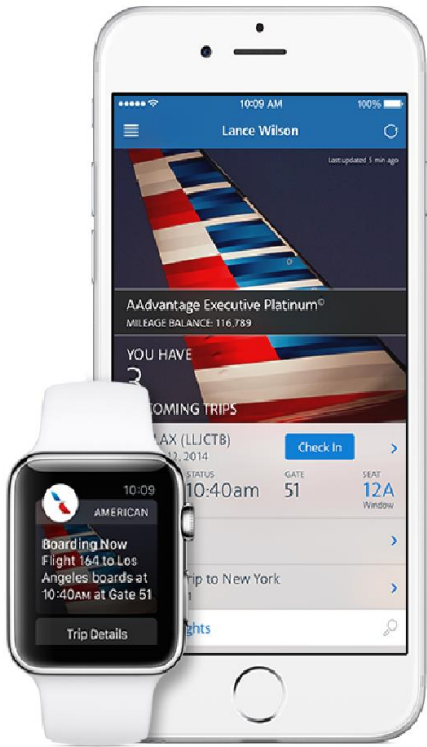 10:09 AM
100%
Lance Wilson
Last updated 5 min ago
AAdvantage Executive Platinum©
MILEAGE BALANCE: 116,789
YOU HAVE
3
COMING TRIPS
LAX (LLJCTB)
12, 2014
Check In
STATUS
GATE
SEAT
10:40am
51
12A
Window
rip to New York
1
ghts
10:09
AMERICAN
Boarding Now
Flight 164 to Los
Angeles boards at
10:40AM at Gate 51
Trip Details